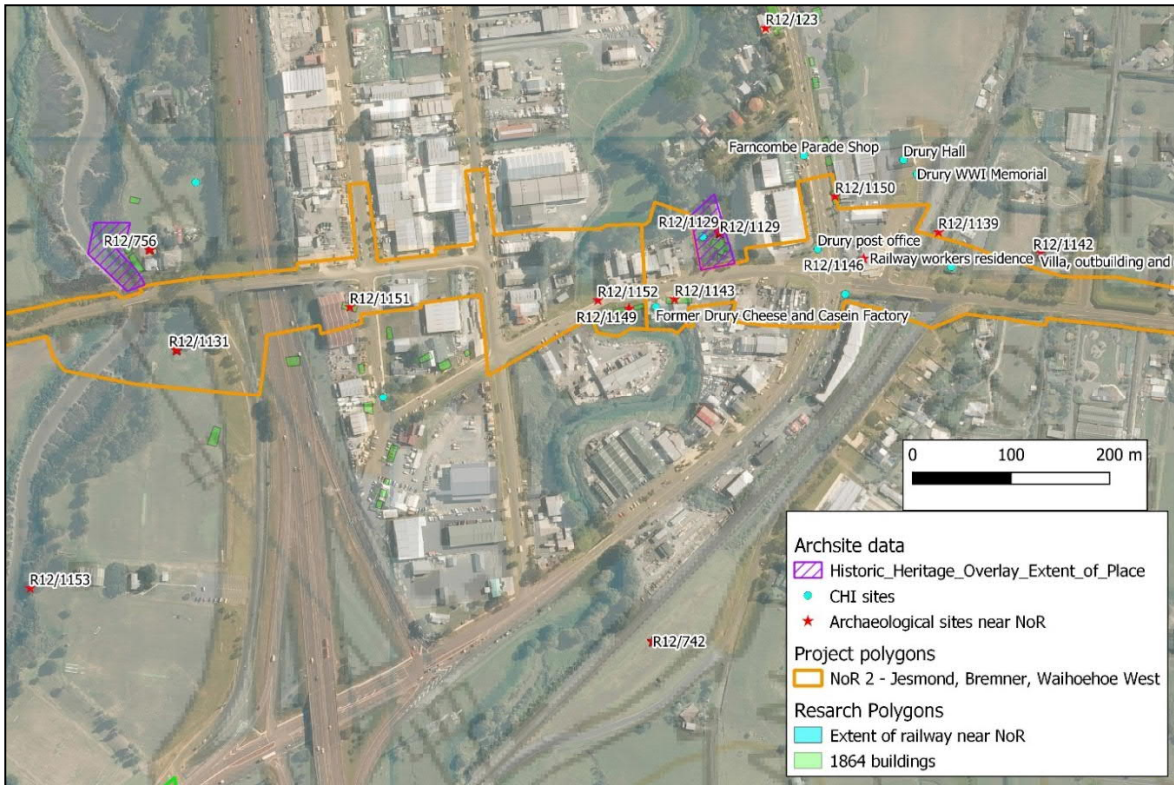 R12/123
Farncombe Parade Shop
Drury Hall
Drury WWI Memorial
R12/1150
R12/756
R12/1129
R12/1129
R12/1139
Drury post office
R12/1142
R12/1146
Railway workers residence
Villa, outbuilding and
R12/1151
R12/1152
R12/1143
R12/1149
Former Drury Cheese and Casein Factory
R12/1131
R12/1153
R12/742
0 100 200 m
Archsite data
Historic_Heritage_Overlay_Extent_of_Place
CHI sites
Archaeological sites near NoR
Project polygons
NoR 2 - Jesmond, Bremner, Waihoehoe West
Resarch Polygons
Extent of railway near NoR
1864 buildings